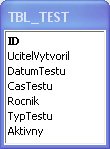 TBL_TEST
ID
UcitelVytvoril
DatumTestu
CasTestu
Rocnik
TypTestu
Aktivny